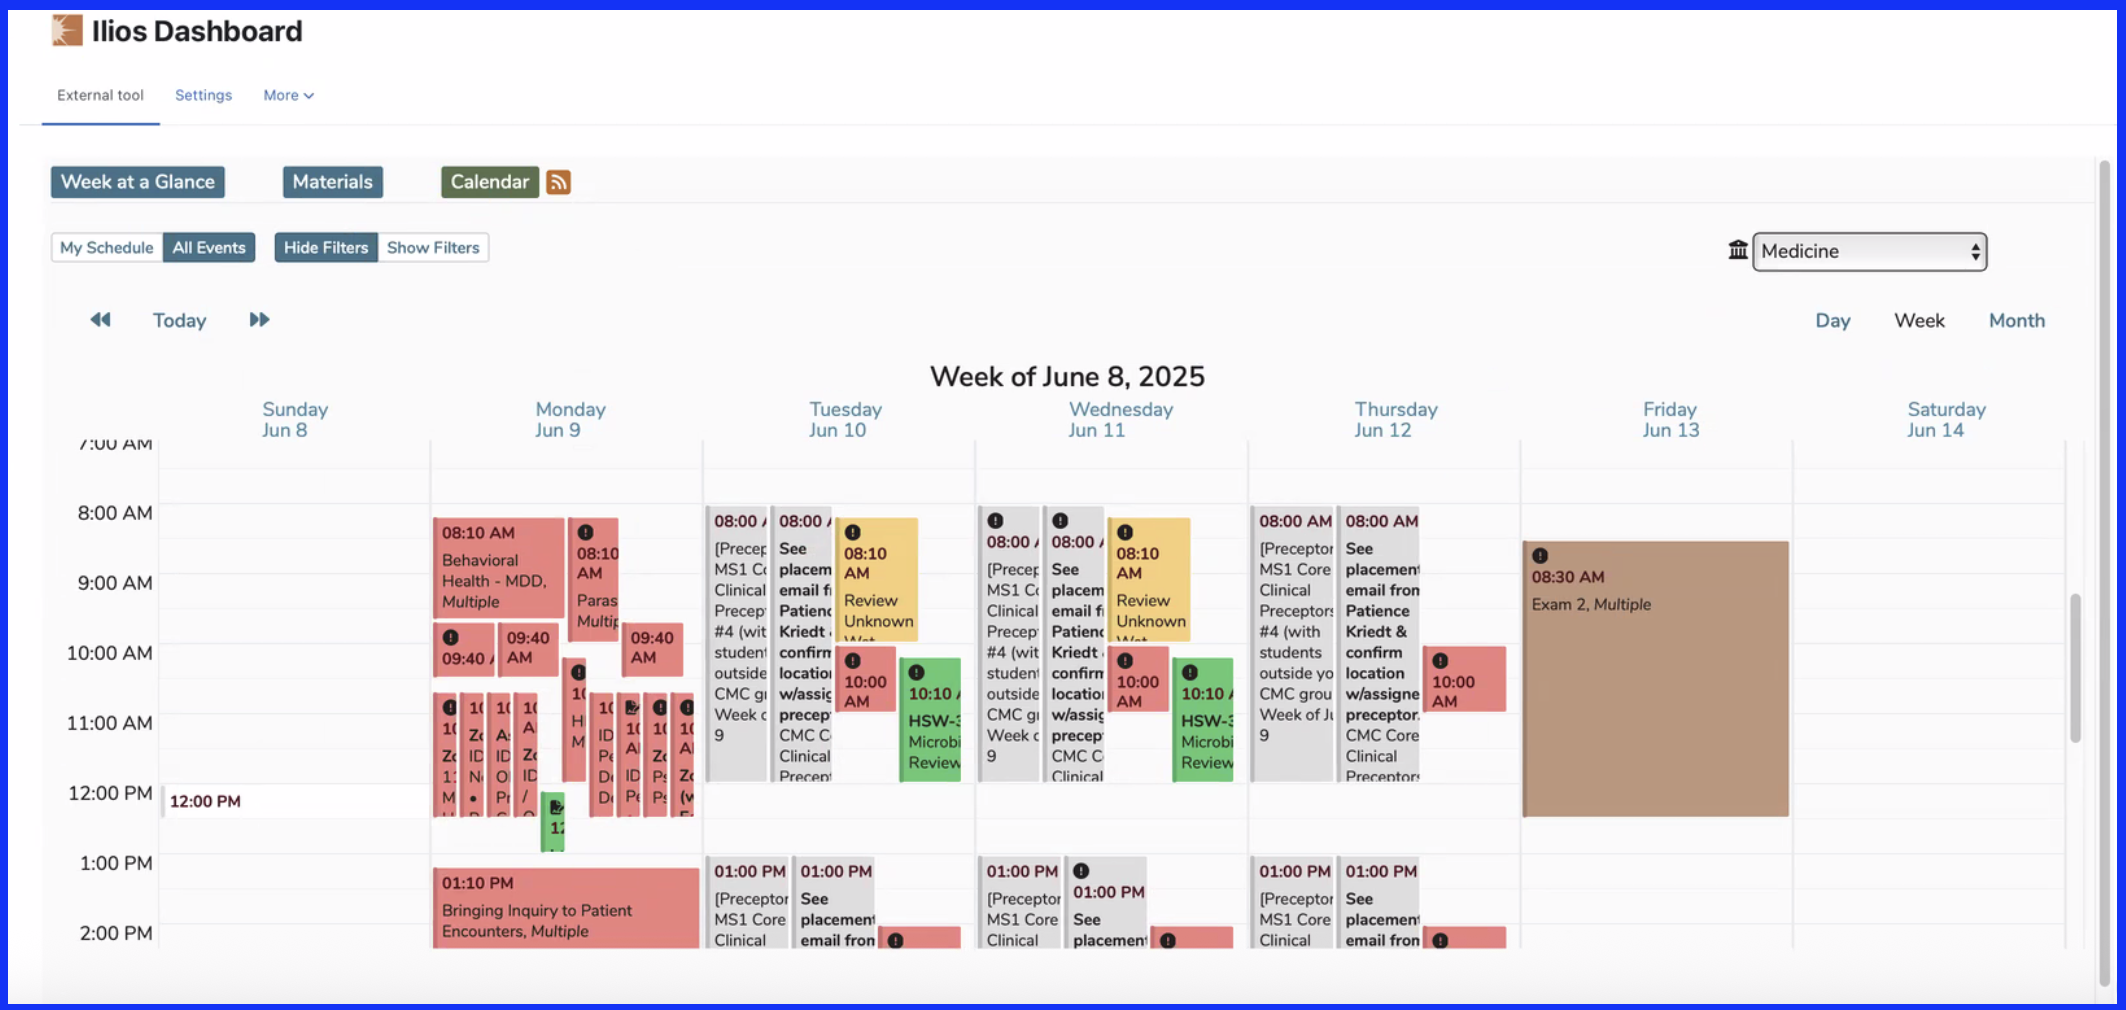 Ilios Dashboard
External tool
Settings
More
Week at a Glance
Materials
Calendar
My Schedule
All Events
Hide Filters
Show Filters
Medicine
Today
Day
Week
Month
Week of June 8, 2025
Sunday
Jun 8
Monday
Jun 9
Tuesday
Jun 10
Wednesday
Jun 11
Thursday
Jun 12
Friday
Jun 13
Saturday
Jun 14
7:00 AM
8:00 AM
9:00 AM
10:00 AM
11:00 AM
12:00 PM
1:00 PM
2:00 PM
12:00 PM
08:10 AM
Behavioral
Health - MDD,
Multiple
08:10
AM
Paras
Multip
09:40
09:40
AM
09:40
AM
01:10 PM
Bringing Inquiry to Patient
Encounters, Multiple
08:00
[Precep
MS1 Co
Clinical
Precep
#4 (wit
student
outside
CMC gr
Week o
9
08:00
See
placem
email f
Patienc
Kriedt
confirm
location
w/assig
precep
CMC C
Clinical
Precept
08:10
AM
Review
Unknown
10:00
AM
10:10
HSW-3
Microbi
Review
01:00 PM
[Preceptor
MS1 Core
Clinical
01:00 PM
See
placement
email from
08:00
[Precep
MS1 Co
Clinical
Precep
#4 (wit
student
outside
CMC gr
Week o
9
08:00
See
placem
email f
Patienc
Kriedt
confirm
location
w/assig
precep
CMC C
Clinical
08:10
AM
Review
Unknown
10:00
AM
10:10
HSW-3
Microbi
Review
01:00 PM
[Preceptor
MS1 Core
Clinical
01:00 PM
See
placement
08:00 AM
[Preceptor
MS1 Core
Clinical
Preceptors
#4 (with
students
outside yo
CMC grou
Week of Ju
9
08:00 AM
See
placement
email from
Patience
Kriedt &
confirm
location
w/assigne
preceptor.
CMC Core
Clinical
Preceptors
10:00
AM
01:00 PM
[Preceptor
MS1 Core
Clinical
01:00 PM
See
placement
email from
08:30 AM
Exam 2, Multiple